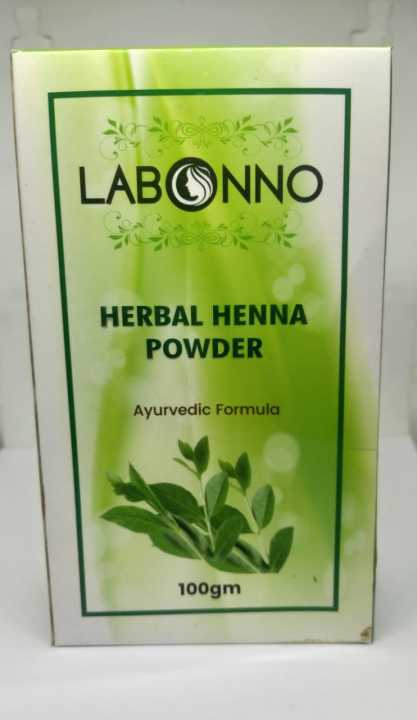 LABONNO
HERBAL HENNA
POWDER
Ayurvedic Formula
100gm